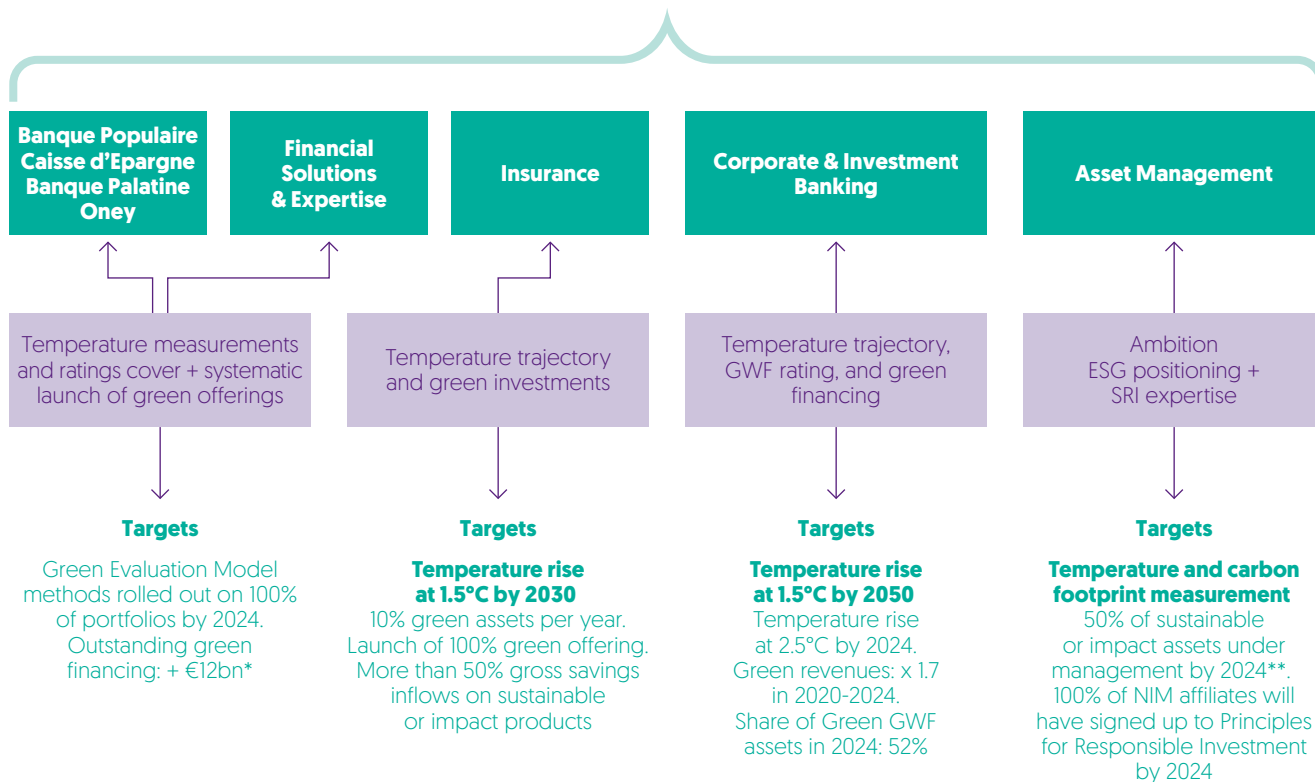 Banque Populaire
Caisse d’Epargne
Banque Palatine
Oney
Financial
Solutions
& Expertise
Insurance
Corporate & Investment
Banking
Asset Management
Temperature measurements
and ratings cover + systematic
launch of green offerings
Temperature trajectory
and green investments
Temperature trajectory,
GWF rating, and green
financing
Ambition
ESG positioning +
SRI expertise
Targets
Green Evaluation Model
methods rolled out on 100%
of portfolios by 2024.
Outstanding green
financing: + €12bn*
Targets
Temperature rise
at 1.5°C by 2030
10% green assets per year.
Launch of 100% green offering.
More than 50% gross savings
inflows on sustainable
or impact products
Targets
Temperature rise
at 1.5°C by 2050
Temperature rise
at 2.5°C by 2024.
Green revenues: x 1.7
in 2020-2024.
Share of Green GWF
assets in 2024: 52%
Targets
Temperature and carbon
footprint measurement
50% of sustainable
or impact assets under
management by 2024**.
100% of NIM affiliates will
have signed up to Principles
for Responsible Investment
by 2024